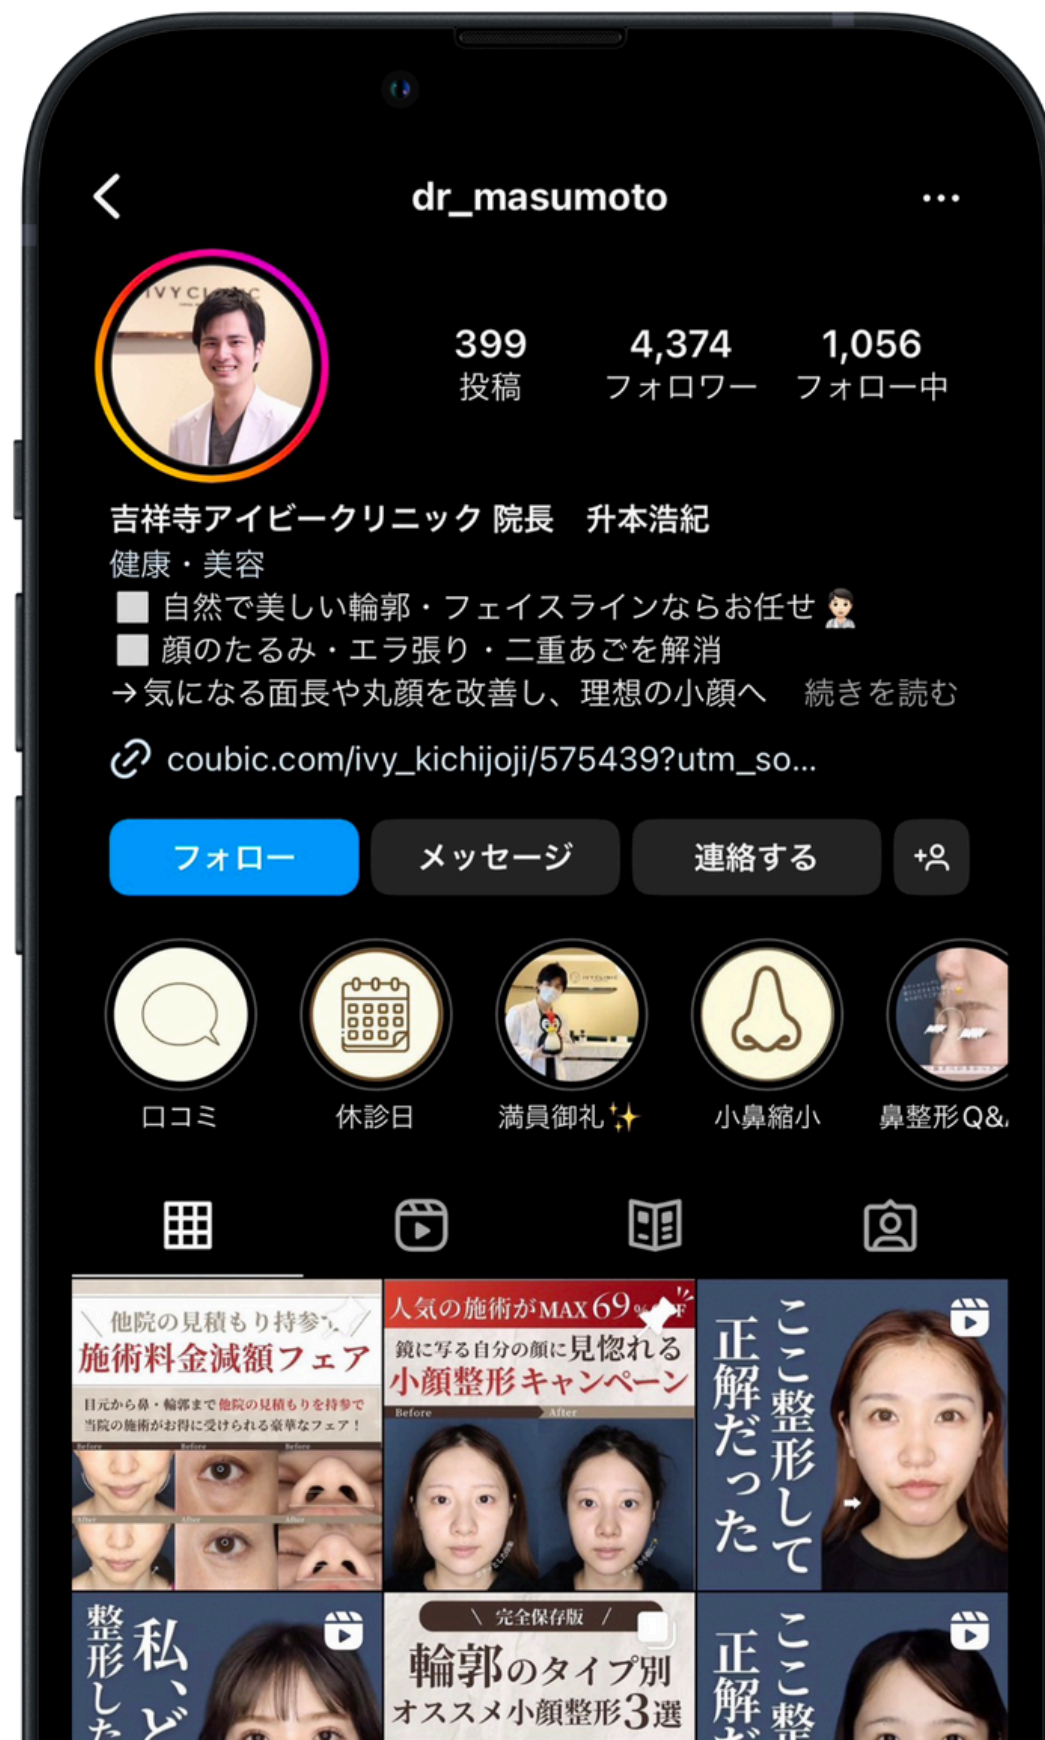 dr_masumoto
IVY CLINIC
399
投稿
4,374
フォロワー
1,056
フォロー中
吉祥寺アイビークリニック 院長　升本浩紀
健康・美容
自然で美しい輪郭・フェイスラインならお任せ
顔のたるみ・エラ張り・二重あごを解消
→気になる面長や丸顔を改善し、理想の小顔へ 続きを読む
coubic.com/ivy_kichijoji/575439?utm_so...
フォロー
メッセージ
連絡する
口コミ
休診日
満員御礼✨
小鼻縮小
鼻整形Q&
\ 他院の見積もり持参で /
施術料金減額フェア
目元から鼻・輪郭まで他院の見積もりを持参で
当院の施術がお得に受けられる豪華なフェア！
Before
Before
Before
After
After
After
人気の施術がMAX69%OFF
鏡に写る自分の顔に見惚れる
小顔整形キャンペーン
Before
After
ここ整形して
正解だった
私、ど
整形した
\ 完全保存版 /
輪郭のタイプ別
オススメ小顔整形3選
ここ整
正解だ